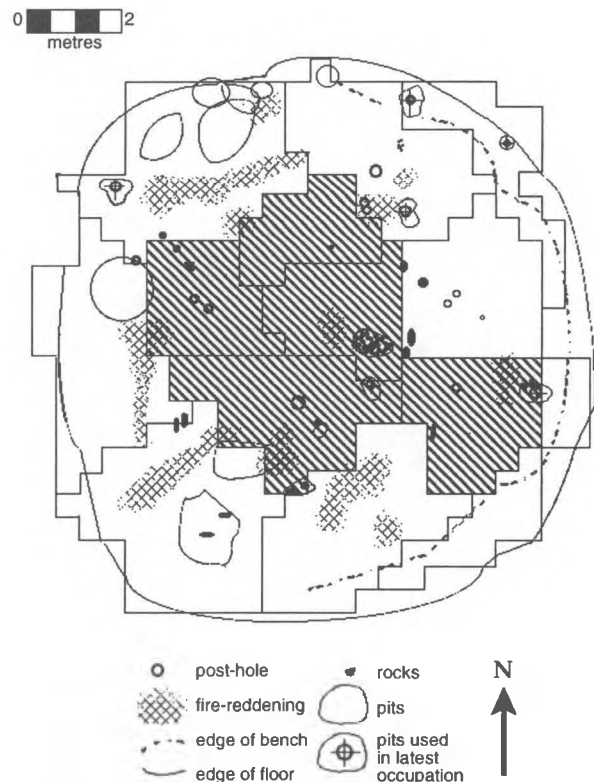 0 2
metres
post-hole
fire-reddening
edge of bench
edge of floor
rocks
pits
pits used
in latest
occupation
N